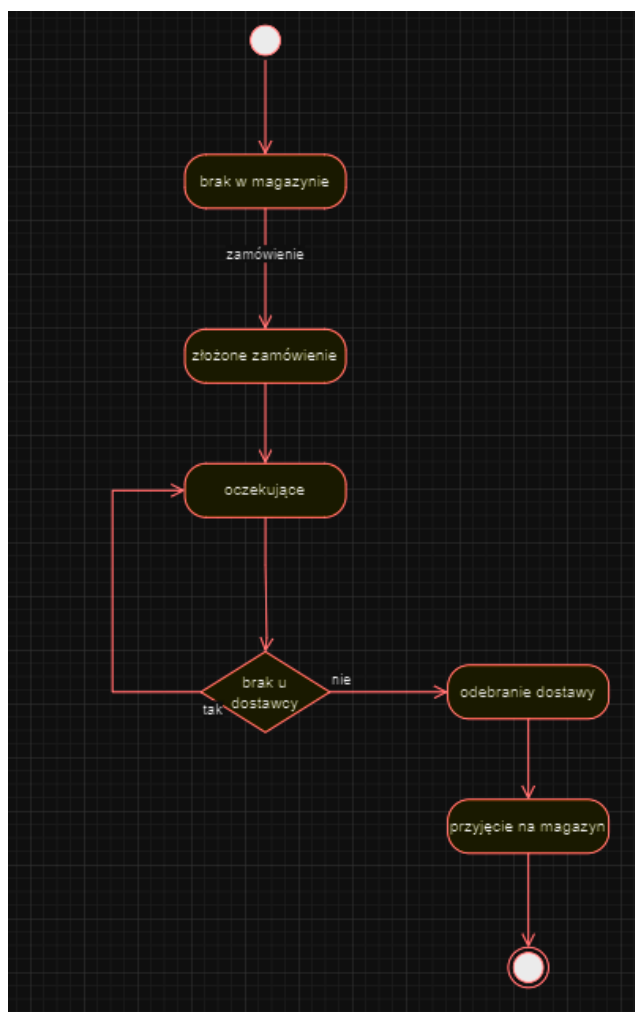 brak w magazynie
zamówienie
złożone zamówienie
oczekujące
brak u
dostawcy
tak
nie
odebranie dostawy
przyjęcie na magazyn